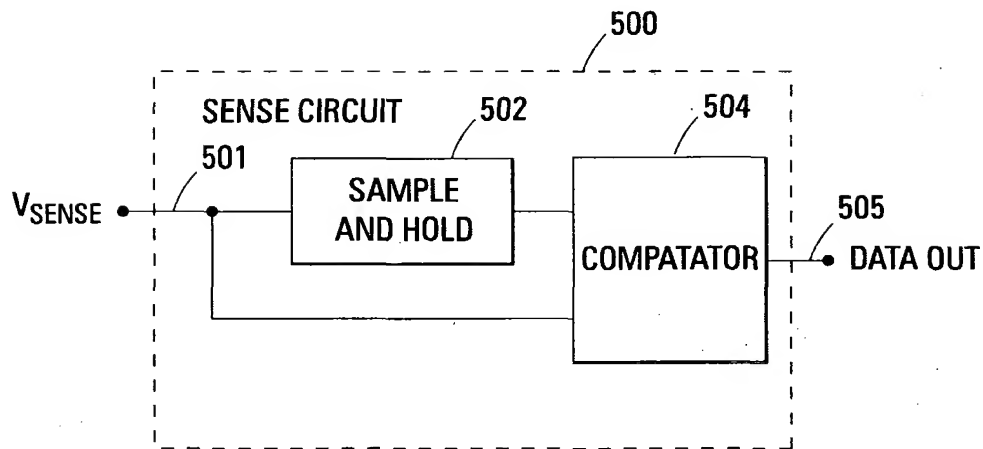 500
SENSE CIRCUIT
502
504
501
SAMPLE
AND HOLD
VSENSE
505
COMPATATOR
DATA OUT